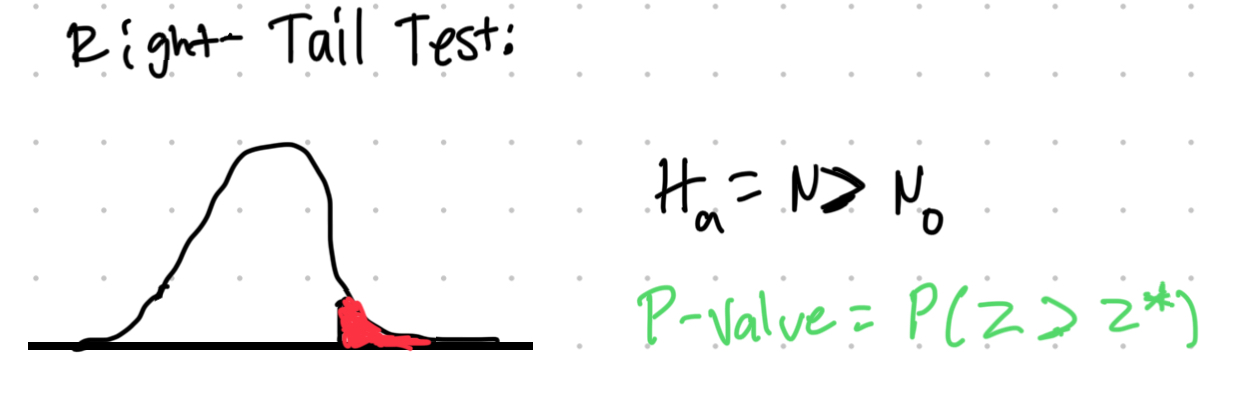 Right-Tail Test:
Hₐ = N > N₀
P-value = P(Z > Z*)